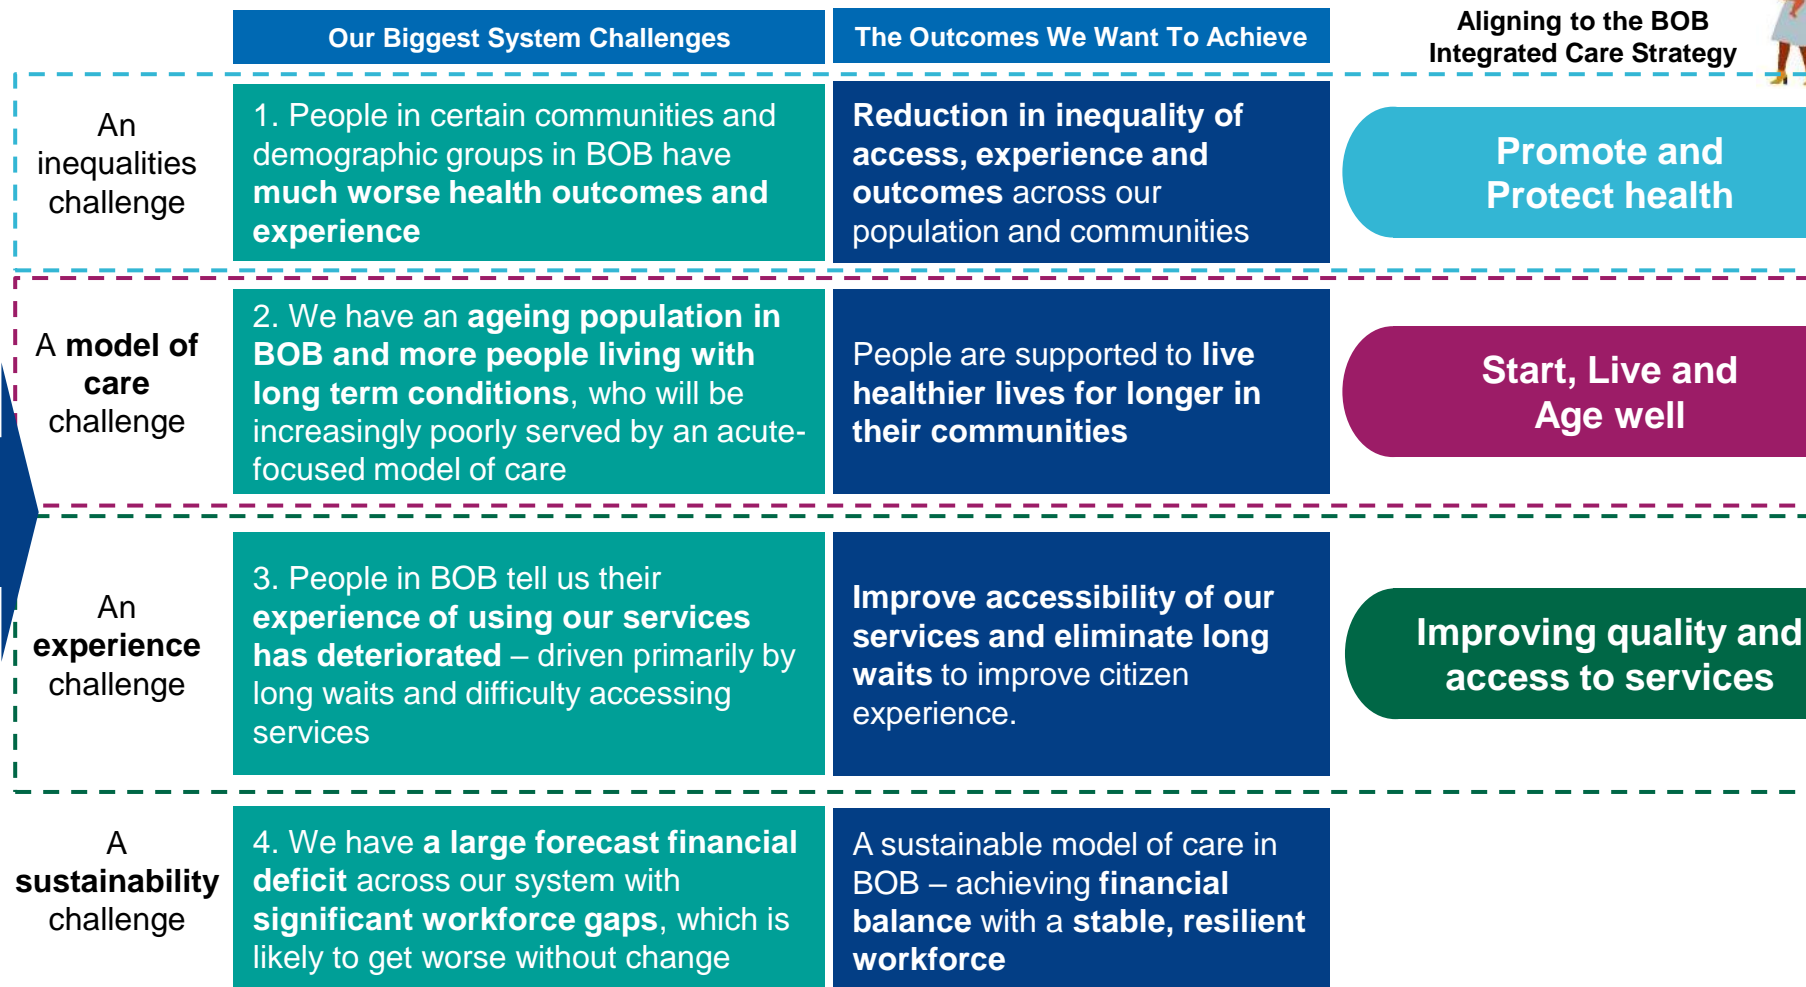 Our Biggest System Challenges
The Outcomes We Want To Achieve
Aligning to the BOB
Integrated Care Strategy
An
inequalities
challenge
1. People in certain communities and
demographic groups in BOB have
much worse health outcomes and
experience
Reduction in inequality of
access, experience and
outcomes across our
population and communities
Promote and
Protect health
A model of
care
challenge
2. We have an ageing population in
BOB and more people living with
long term conditions, who will be
increasingly poorly served by an acute-
focused model of care
People are supported to live
healthier lives for longer in
their communities
Start, Live and
Age well
An
experience
challenge
3. People in BOB tell us their
experience of using our services
has deteriorated – driven primarily by
long waits and difficulty accessing
services
Improve accessibility of our
services and eliminate long
waits to improve citizen
experience.
Improving quality and
access to services
A
sustainability
challenge
4. We have a large forecast financial
deficit across our system with
significant workforce gaps, which is
likely to get worse without change
A sustainable model of care in
BOB – achieving financial
balance with a stable, resilient
workforce